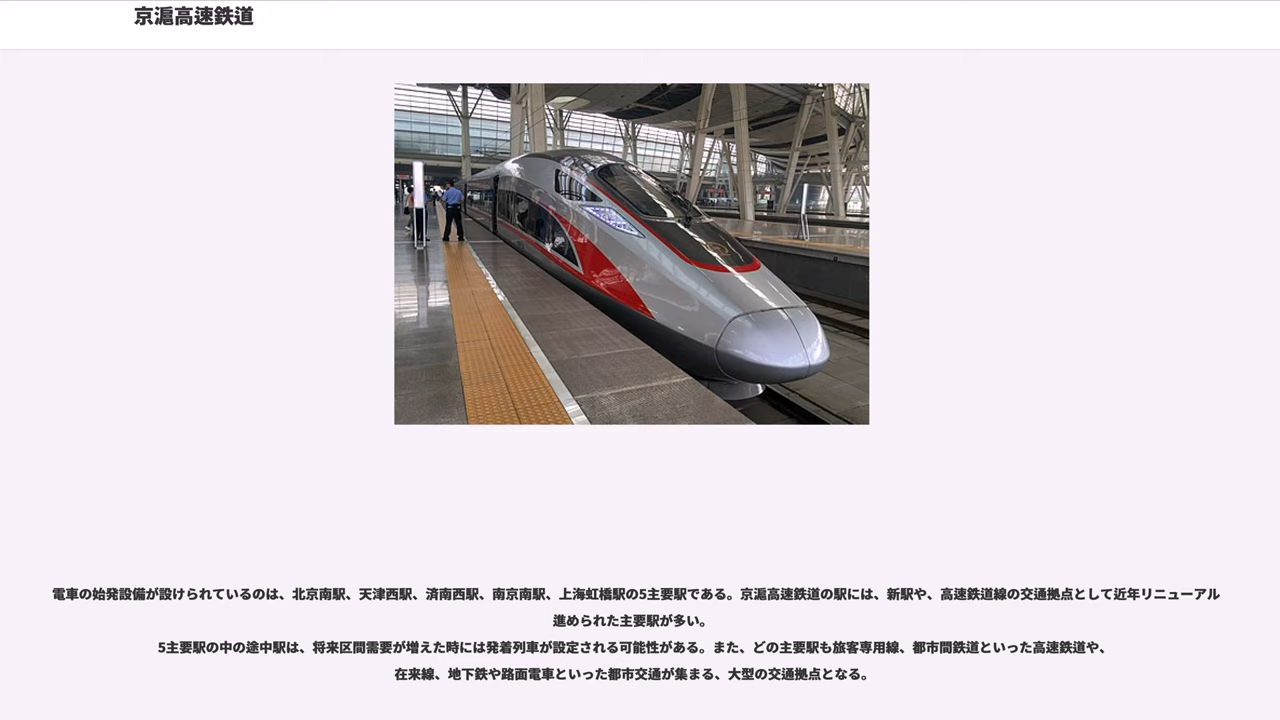 京滬高速鉄道
電車の始発設備が設けられているのは、北京南駅、天津西駅、済南西駅、南京南駅、上海虹橋駅の5主要駅である。京滬高速鉄道の駅には、新駅や、高速鉄道線の交通拠点として近年リニューアル
進められた主要駅が多い。
5主要駅の中の途中駅は、将来区間需要が増えた時には発着列車が設定される可能性がある。また、どの主要駅も旅客専用線、都市間鉄道といった高速鉄道や、
在来線、地下鉄や路面電車といった都市交通が集まる、大型の交通拠点となる。